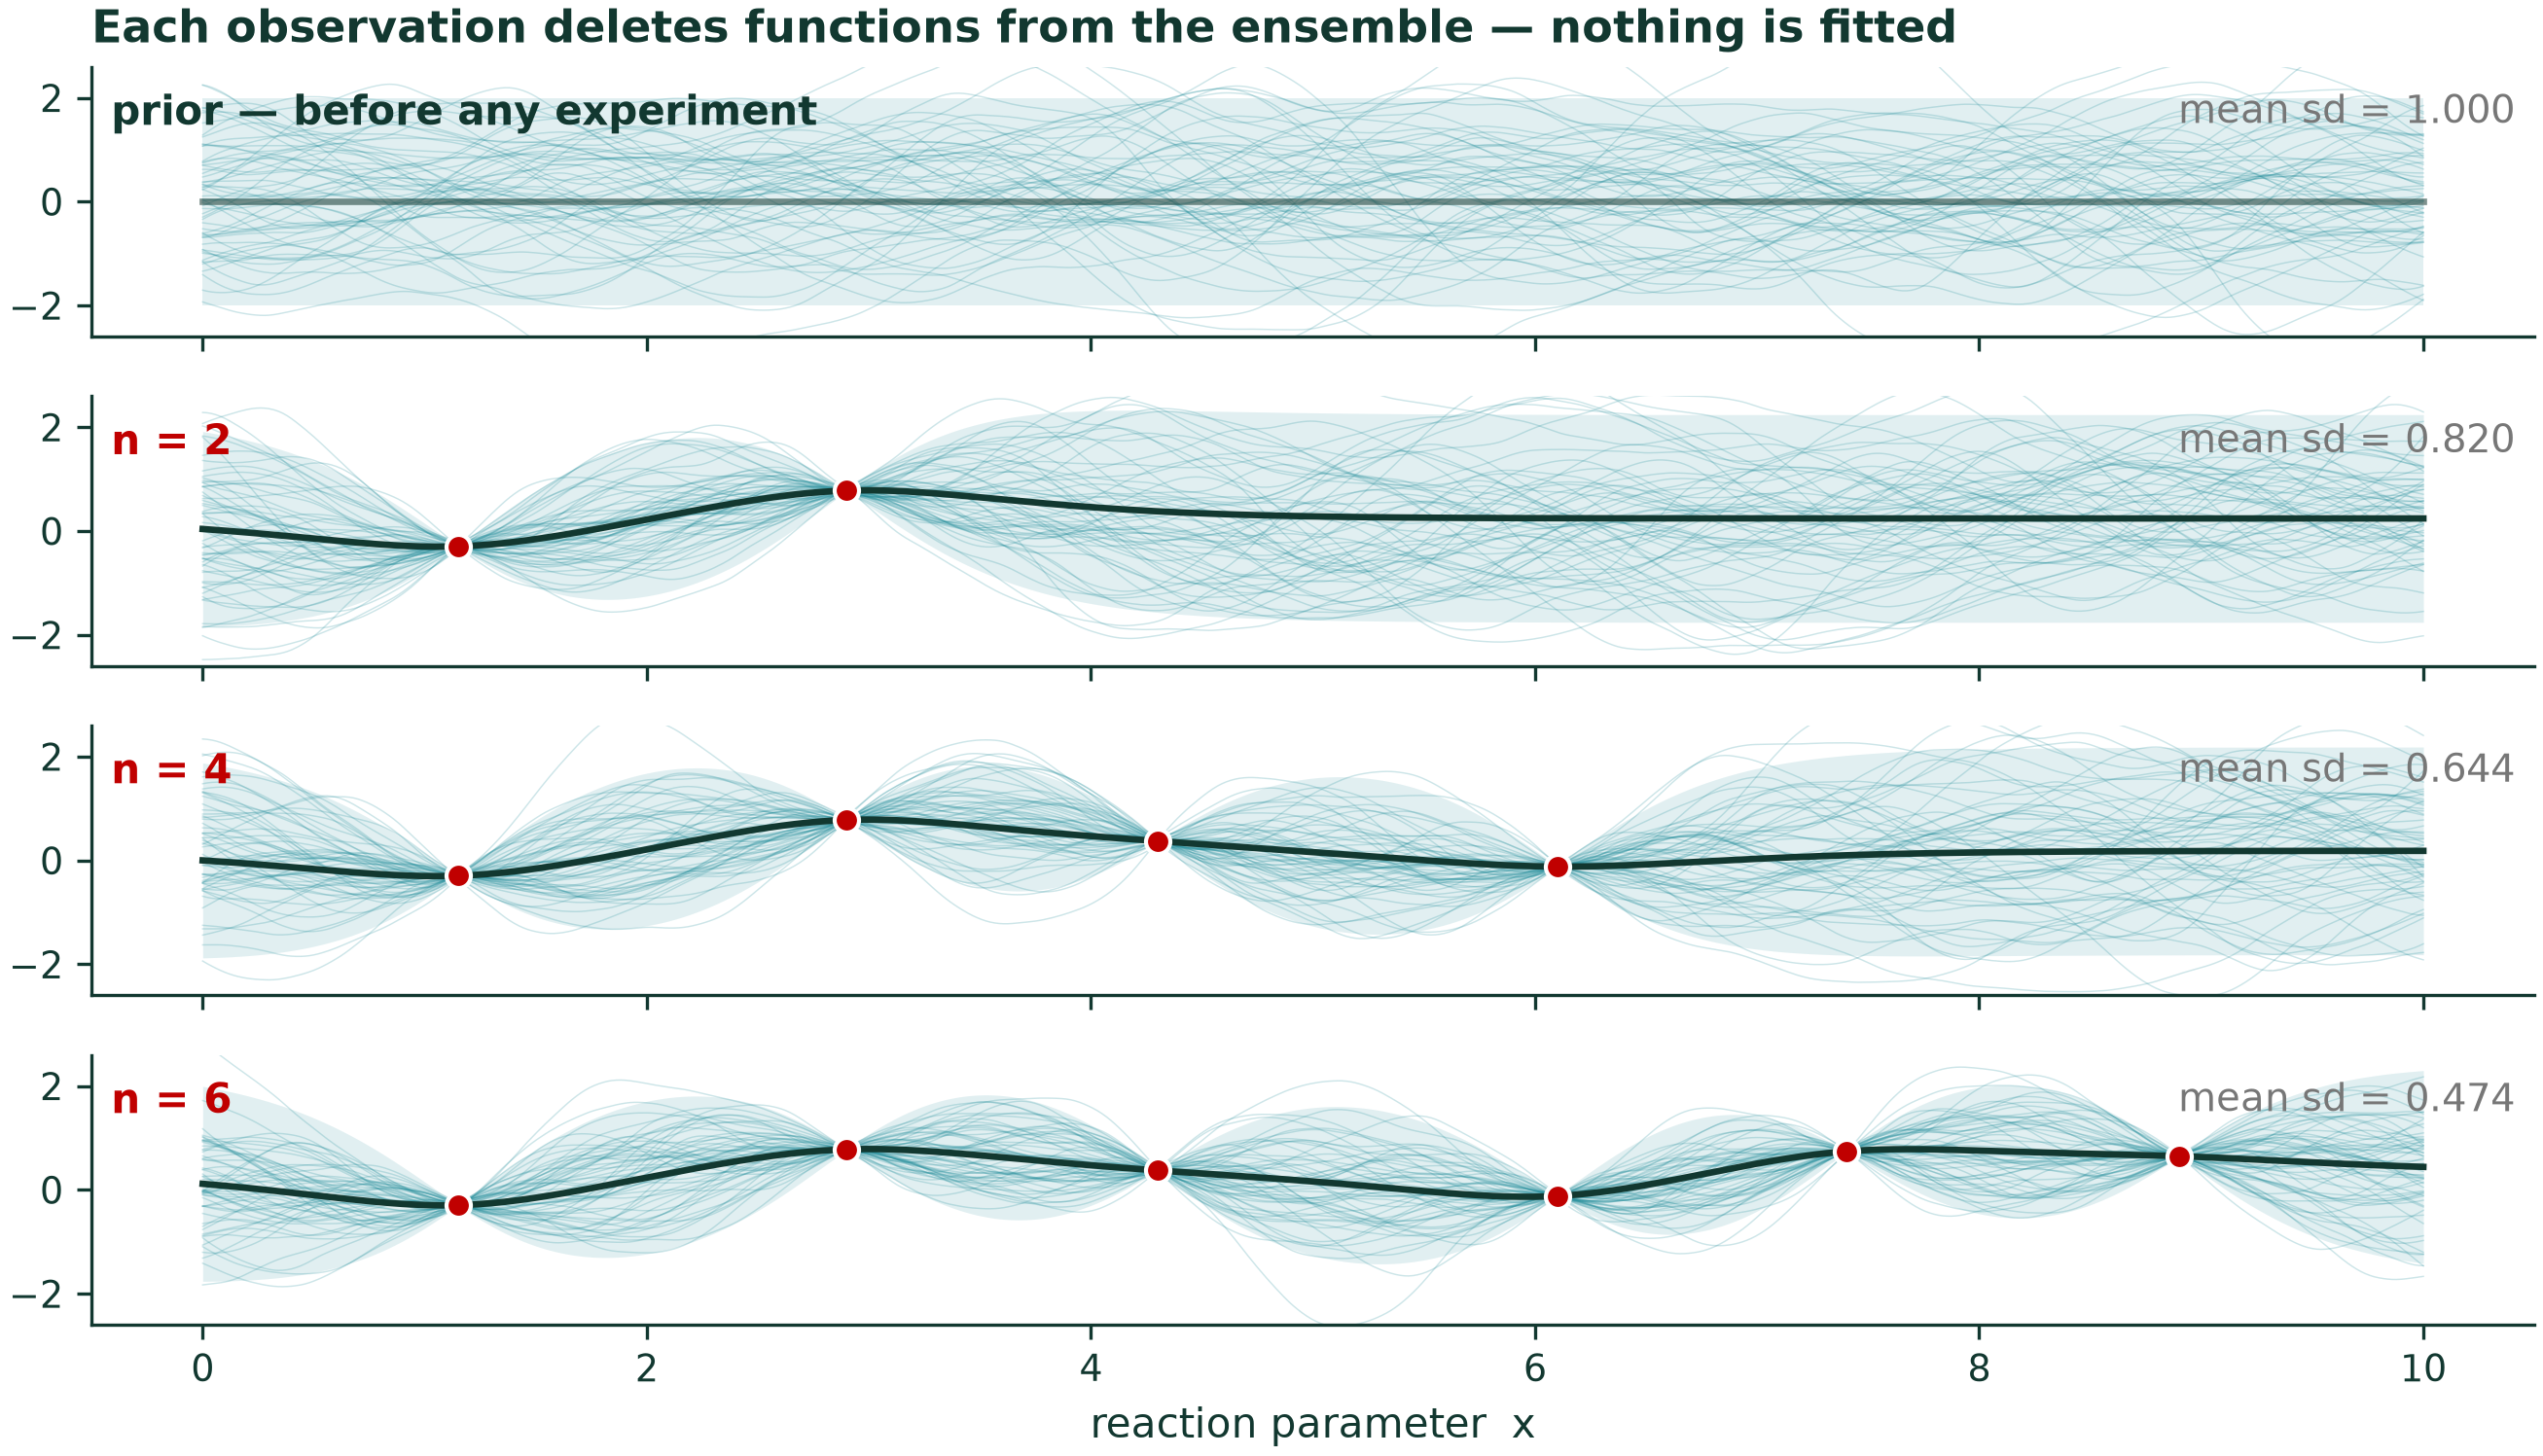 Each observation deletes functions from the ensemble — nothing is fitted
2
prior — before any experiment
mean sd = 1.000
0
−2
2
n = 2
mean sd = 0.820
0
−2
2
n = 4
mean sd = 0.644
0
−2
2
n = 6
mean sd = 0.474
0
−2
0 2 4 6 8 10
reaction parameter x